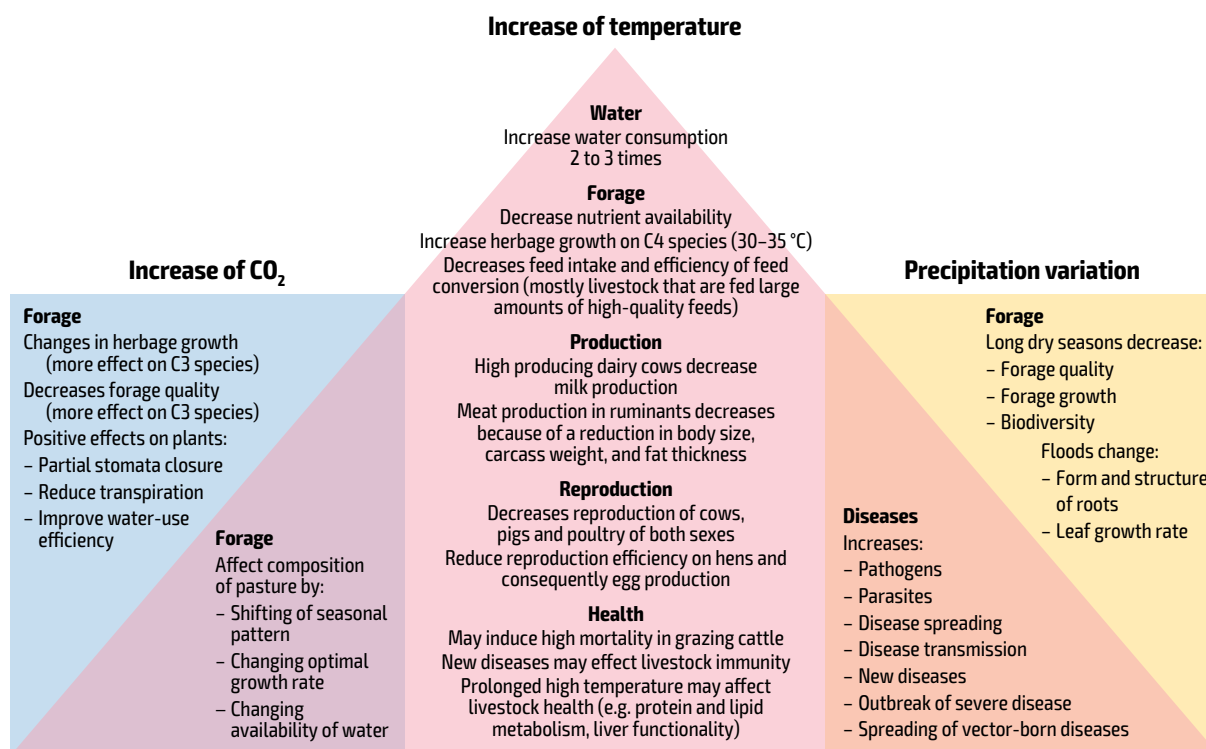 Increase of temperature
Water
Increase water consumption
2 to 3 times
Forage
Decrease nutrient availability
Increase herbage growth on C4 species (30–35 °C)
Decreases feed intake and efficiency of feed
conversion (mostly livestock that are fed large
amounts of high-quality feeds)
Production
High producing dairy cows decrease
milk production
Meat production in ruminants decreases
because of a reduction in body size,
carcass weight, and fat thickness
Reproduction
Decreases reproduction of cows,
pigs and poultry of both sexes
Reduce reproduction efficiency on hens and
consequently egg production
Health
May induce high mortality in grazing cattle
New diseases may effect livestock immunity
Prolonged high temperature may affect
livestock health (e.g. protein and lipid
metabolism, liver functionality)
Increase of CO₂
Forage
Changes in herbage growth
(more effect on C3 species)
Decreases forage quality
(more effect on C3 species)
Positive effects on plants:
– Partial stomata closure
– Reduce transpiration
– Improve water-use
efficiency
Forage
Affect composition
of pasture by:
– Shifting of seasonal
pattern
– Changing optimal
growth rate
– Changing
availability of water
Precipitation variation
Forage
Long dry seasons decrease:
– Forage quality
– Forage growth
– Biodiversity
Floods change:
– Form and structure
of roots
– Leaf growth rate
Diseases
Increases:
– Pathogens
– Parasites
– Disease spreading
– Disease transmission
– New diseases
– Outbreak of severe disease
– Spreading of vector-born diseases